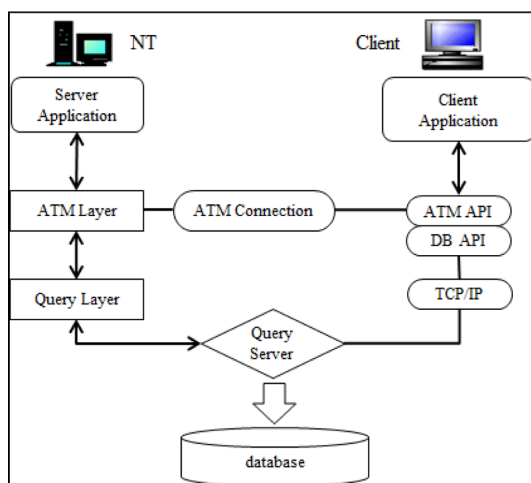 NT
Client
Server
Application
Client
Application
ATM Layer
ATM Connection
ATM API
DB API
Query Layer
TCP/IP
Query
Server
database